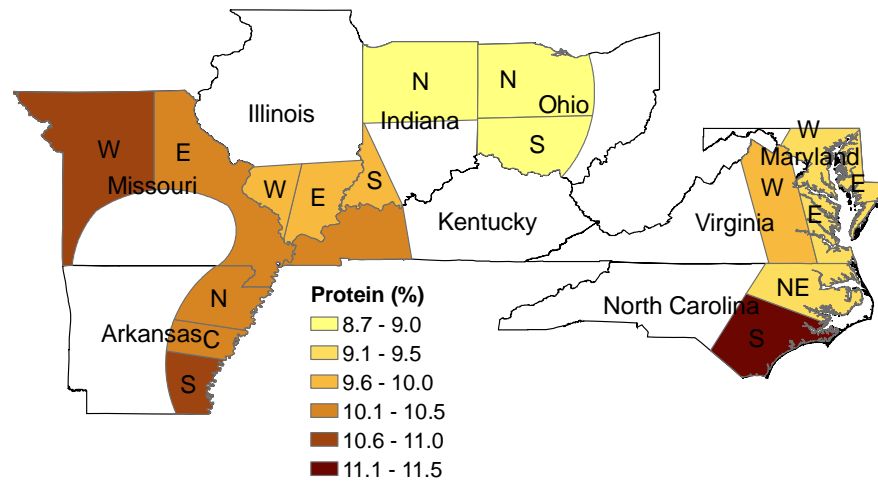 N
N
Illinois
Ohio
Indiana
W
W
E
S
Maryland
Missouri
S
W
E
W
E
E
Kentucky
Virginia
N
Protein (%)
NE
North Carolina
8.7 - 9.0
Arkansas
C
S
9.1 - 9.5
9.6 - 10.0
S
10.1 - 10.5
10.6 - 11.0
11.1 - 11.5